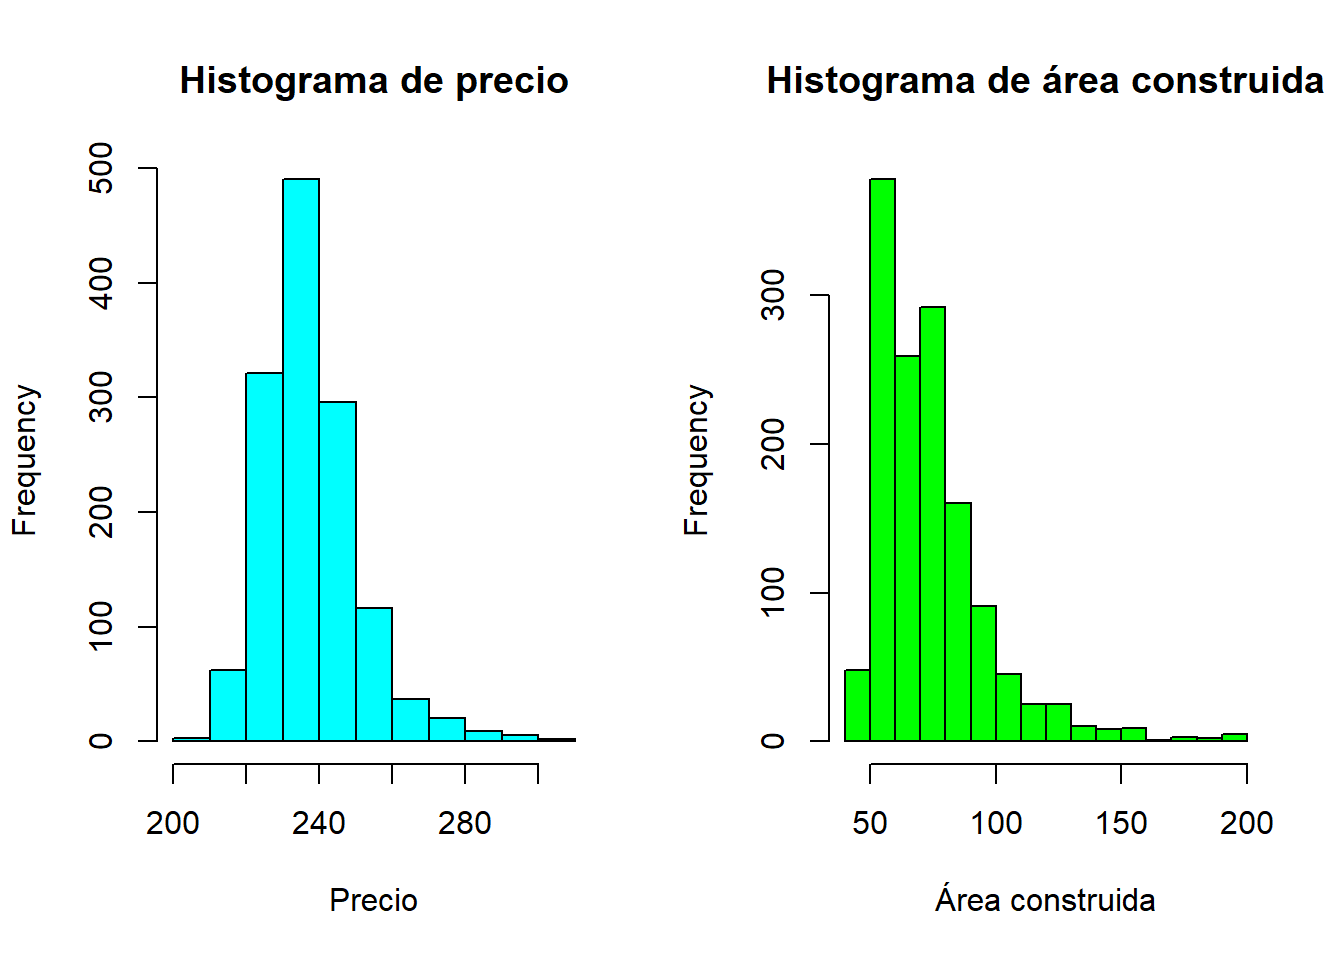 Histograma de precio
Frequency
500
400
300
200
100
0
200 240 280
Precio
Histograma de área construida
Frequency
300
200
100
0
50 100 150 200
Área construida